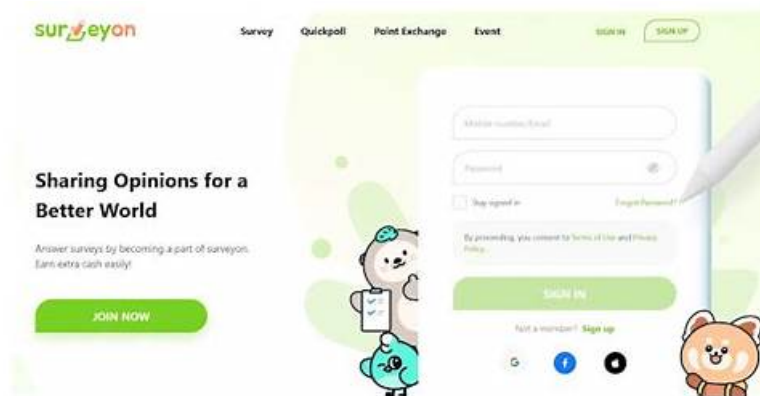 surveyon
Survey Quickpoll Point Exchange Event SIGN IN SIGN UP
Mobile number/Email
Password
Stay signed in Forgot Password?
By proceeding, you consent to Terms of Use and Privacy
Policy.
SIGN IN
Not a member? Sign up
Sharing Opinions for a
Better World
Answer surveys by becoming a part of surveyon.
Earn extra cash easily!
JOIN NOW